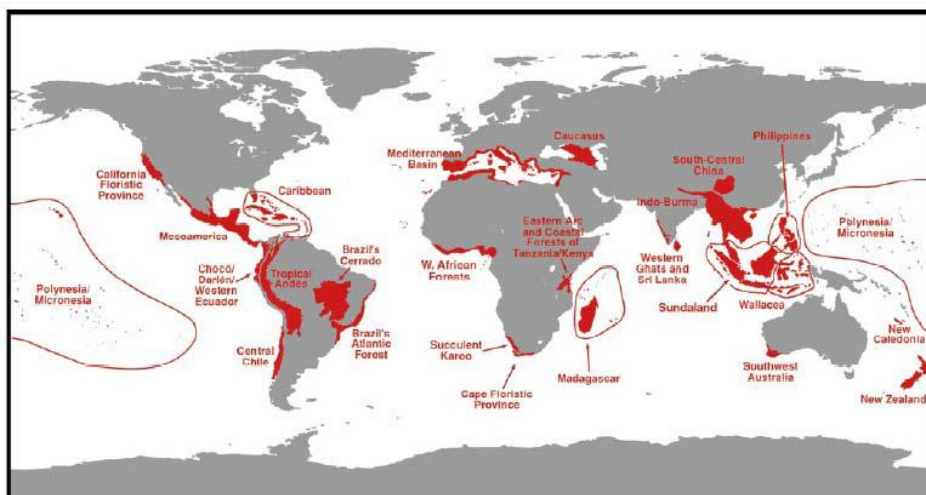 California
Floristic
Province
Mesoamerica
Caribbean
Polynesia/
Micronesia
Chocó/
Darién/
Western
Ecuador
Tropical
Andes
Brazil's
Cerrado
Brazil's
Atlantic
Forest
Central
Chile
Mediterranean
Basin
Caucasus
W. African
Forests
Eastern Arc
and Coastal
Forests of
Tanzania/Kenya
Succulent
Karoo
Cape Floristic
Province
Madagascar
South-Central
China
Indo-Burma
Western
Ghats and
Sri Lanka
Philippines
Sundaland
Wallacea
Polynesia/
Micronesia
Southwest
Australia
New
Caledonia
New Zealand